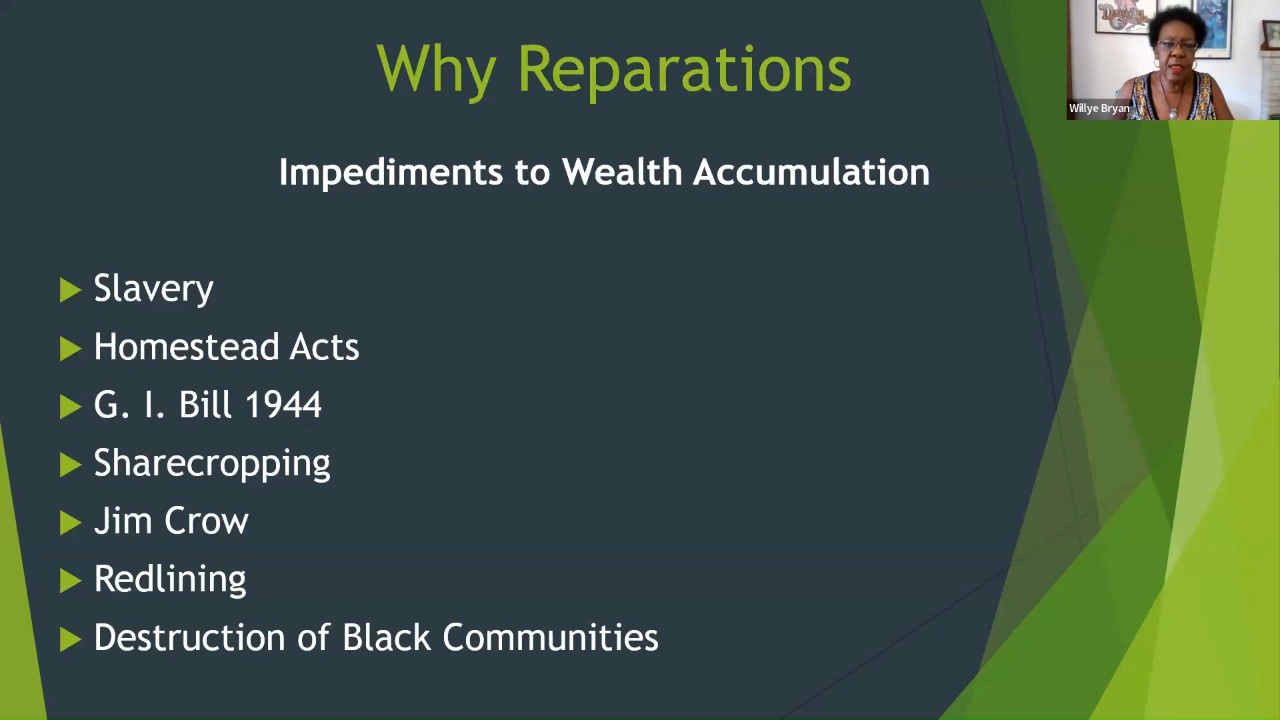 Why Reparations
Willye Bryan
Impediments to Wealth Accumulation
Slavery
Homestead Acts
G. I. Bill 1944
Sharecropping
Jim Crow
Redlining
Destruction of Black Communities